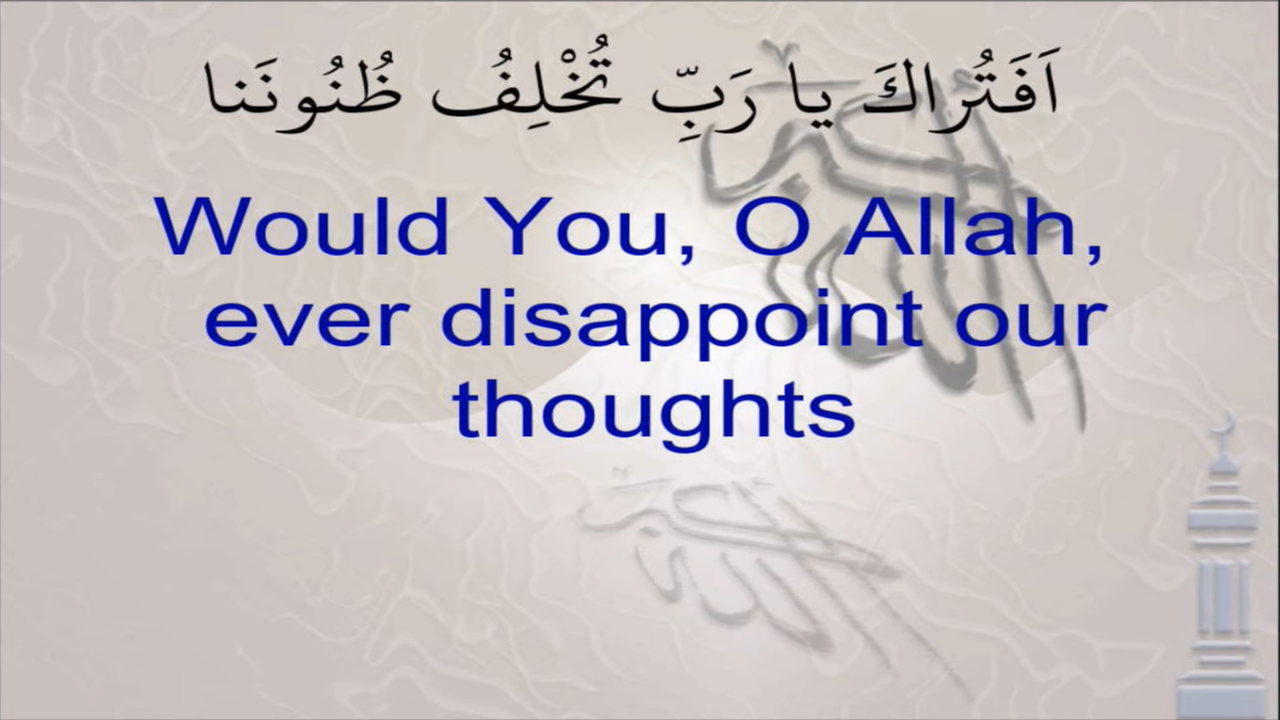 اَفَتُراكَ يا رَبِّ تُخْلِفُ ظُنُونَنا
Would You, O Allah,
ever disappoint our
thoughts